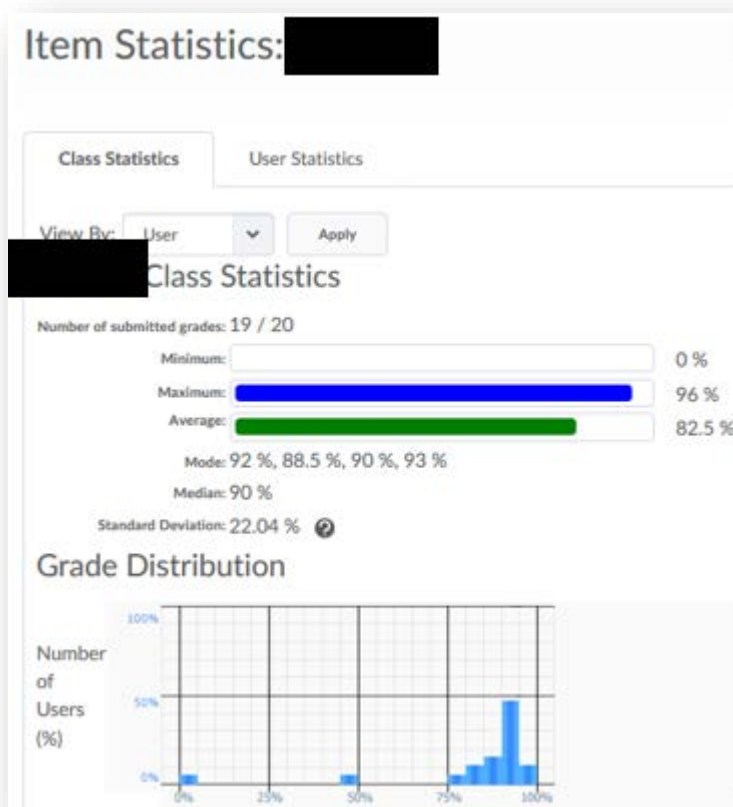 Item Statistics:
Class Statistics User Statistics
View By: User Apply
Class Statistics
Number of submitted grades: 19 / 20
Minimum: 0 %
Maximum: 96 %
Average: 82.5 %
Mode: 92 %, 88.5 %, 90 %, 93 %
Median: 90 %
Standard Deviation: 22.04 % ?
Grade Distribution
100%
Number
of
Users
50%
(%)
0%
0% 25% 50% 75% 100%